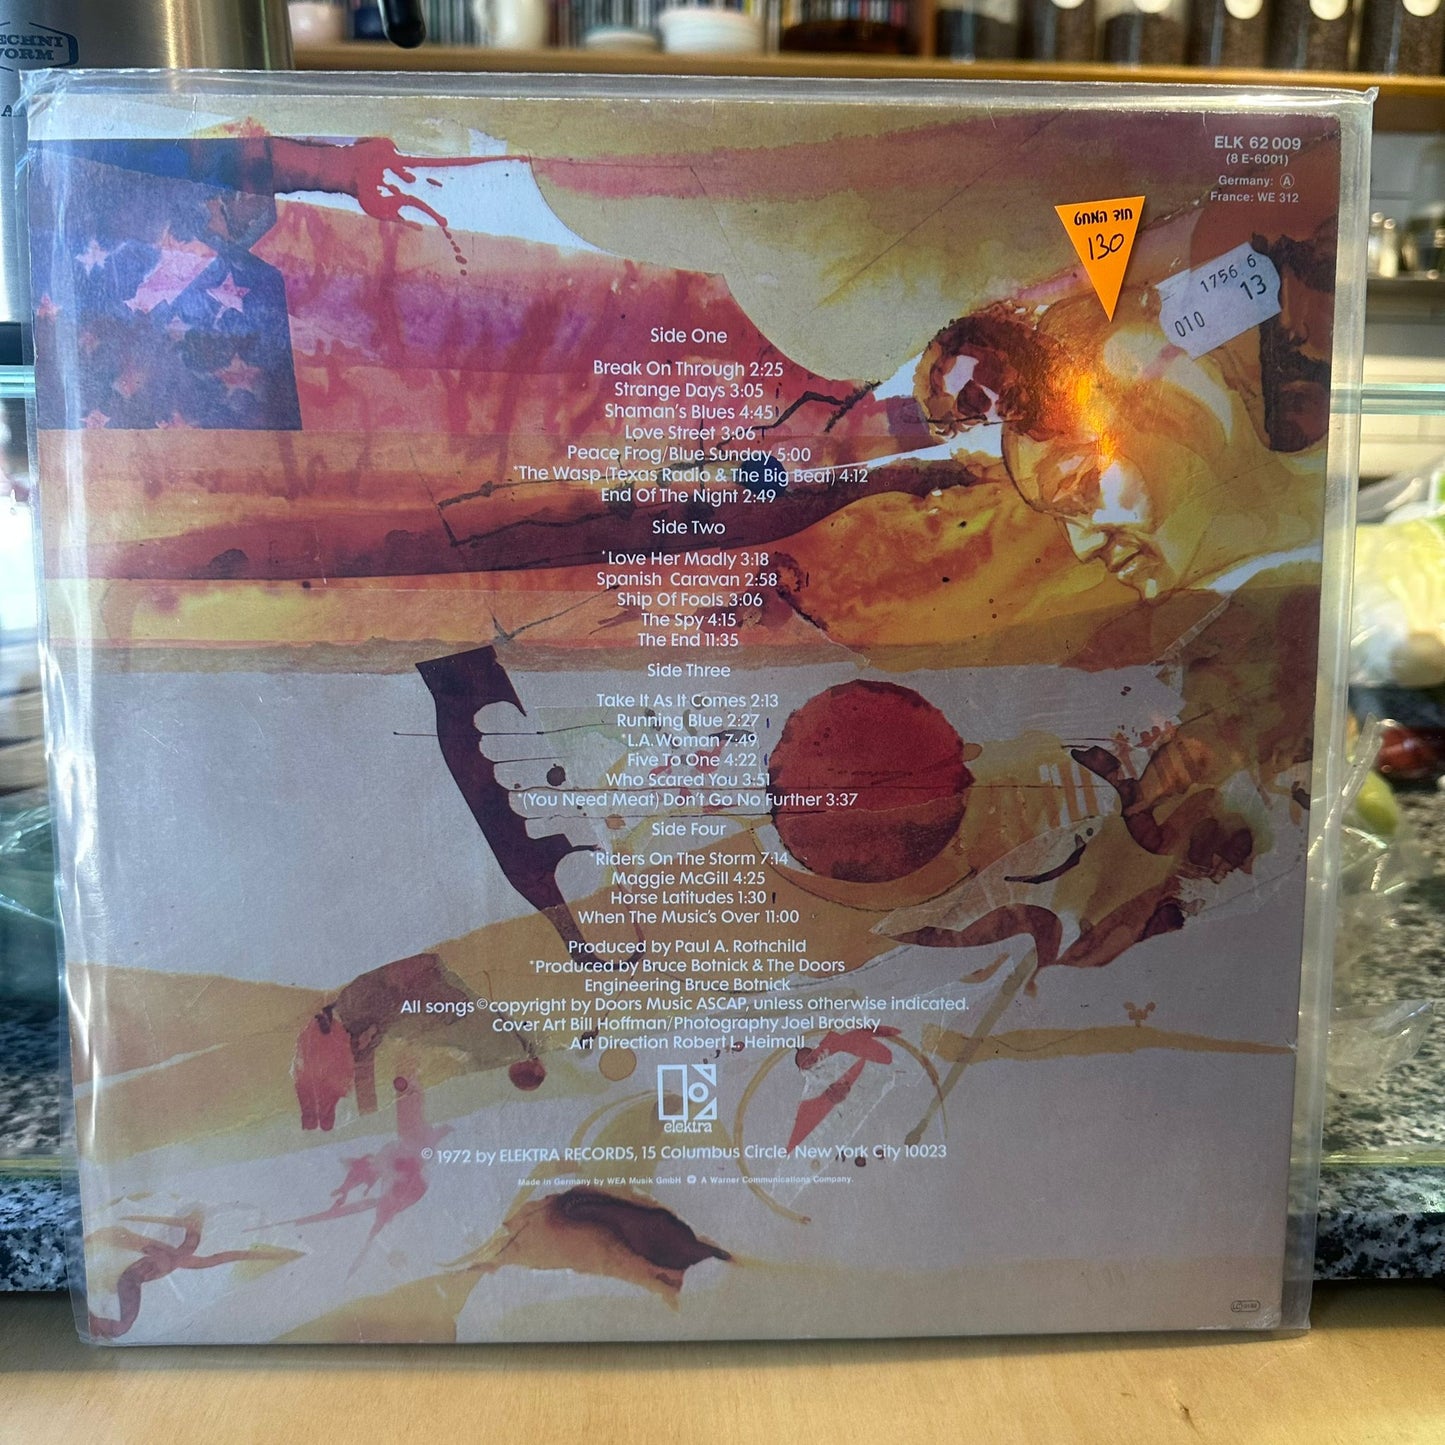 ELK 62 009
(8 E-6001)
Germany: Ⓐ
France: WE 312
חוד המחט
130
1756 6
010 13
Side One
Break On Through 2:25
Strange Days 3:05
Shaman's Blues 4:45
Love Street 3:06
Peace Frog/Blue Sunday 5:00
*The Wasp (Texas Radio & The Big Beat) 4:12
End Of The Night 2:49
Side Two
*Love Her Madly 3:18
Spanish Caravan 2:58
Ship Of Fools 3:06
The Spy 4:15
The End 11:35
Side Three
Take It As It Comes 2:13
Running Blue 2:27
*L.A. Woman 7:49
Five To One 4:22
Who Scared You 3:51
*(You Need Meat) Don't Go No Further 3:37
Side Four
*Riders On The Storm 7:14
Maggie McGill 4:25
Horse Latitudes 1:30
When The Music's Over 11:00
Produced by Paul A. Rothchild
*Produced by Bruce Botnick & The Doors
Engineering Bruce Botnick
All songs © copyright by Doors Music ASCAP, unless otherwise indicated.
Cover Art Bill Hoffman/Photography Joel Brodsky
Art Direction Robert L. Heimall
elektra
© 1972 by ELEKTRA RECORDS, 15 Columbus Circle, New York City 10023
Made in Germany by WEA Musik GmbH A Warner Communications Company.